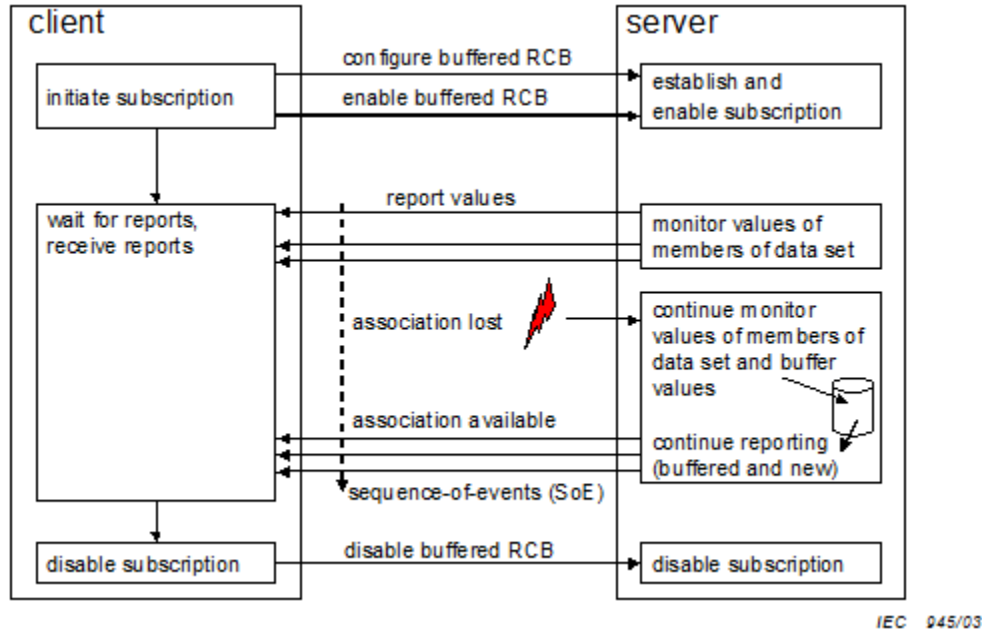 client
server
configure buffered RCB
initiate subscription
enable buffered RCB
establish and
enable subscription
report values
wait for reports,
receive reports
monitor values of
members of data set
association lost
continue monitor
values of members of
data set and buffer
values
association available
continue reporting
(buffered and new)
sequence-of-events (SoE)
disable subscription
disable buffered RCB
disable subscription
IEC 945/03